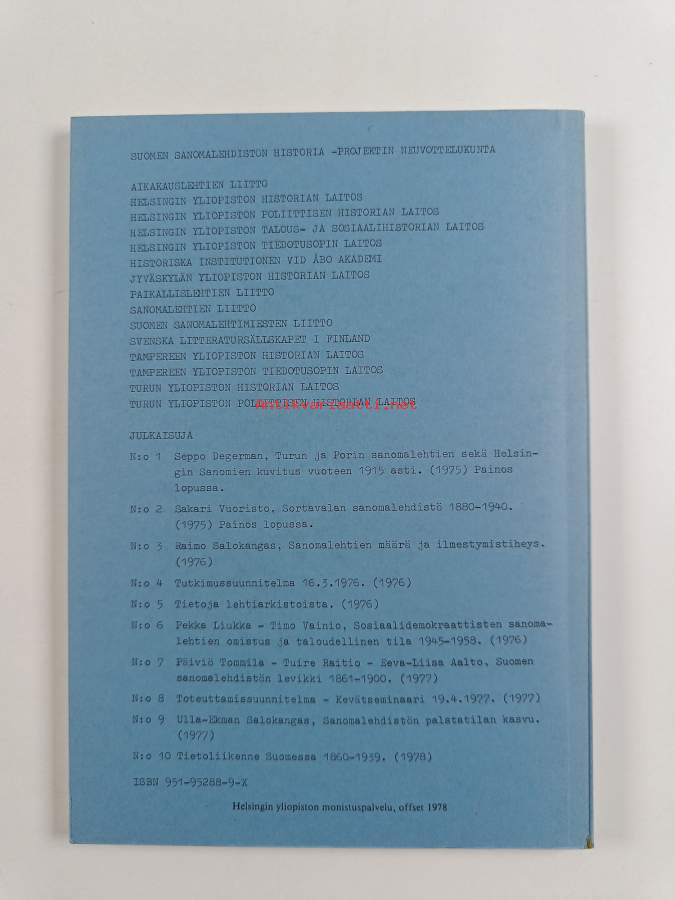 SUOMEN SANOMALEHDISTÖN HISTORIA -PROJEKTIN NEUVOTTELUKUNTA
AIKAKAUSLEHTIEN LIITTO
HELSINGIN YLIOPISTON HISTORIAN LAITOS
HELSINGIN YLIOPISTON POLIITTISEN HISTORIAN LAITOS
HELSINGIN YLIOPISTON TALOUS- JA SOSIAALIHISTORIAN LAITOS
HELSINGIN YLIOPISTON TIEDOTUSOPIN LAITOS
HISTORISKA INSTITUTIONEN VID ÅBO AKADEMI
JYVÄSKYLÄN YLIOPISTON HISTORIAN LAITOS
PAIKALLISLEHTIEN LIITTO
SANOMALEHTIEN LIITTO
SUOMEN SANOMALEHTIMIESTEN LIITTO
SVENSKA LITTERATURSÄLLSKAPET I FINLAND
TAMPEREEN YLIOPISTON HISTORIAN LAITOS
TAMPEREEN YLIOPISTON TIEDOTUSOPIN LAITOS
TURUN YLIOPISTON HISTORIAN LAITOS
TURUN YLIOPISTON POLIITTISEN HISTORIAN LAITOS
Antikvariaatti.net
JULKAISUJA
N:o 1 Seppo Degerman, Turun ja Porin sanomalehtien sekä Helsin-
gin Sanomien kuvitus vuoteen 1915 asti. (1975) Painos
lopussa.
N:o 2 Sakari Vuoristo, Sortavalan sanomalehdistö 1880-1940.
(1975) Painos lopussa.
N:o 3 Raimo Salokangas, Sanomalehtien määrä ja ilmestymistiheys.
(1976)
N:o 4 Tutkimussuunnitelma 16.3.1976. (1976)
N:o 5 Tietoja lehtiarkistoista. (1976)
N:o 6 Pekka Liukka - Timo Vainio, Sosiaalidemokraattisten sanoma-
lehtien omistus ja taloudellinen tila 1945-1958. (1976)
N:o 7 Päiviö Tommila - Tuire Raitio - Eeva-Liisa Aalto, Suomen
sanomalehdistön levikki 1861-1900. (1977)
N:o 8 Toteuttamissuunnitelma - Kevätseminaari 19.4.1977. (1977)
N:o 9 Ulla-Ekman Salokangas, Sanomalehdistön palstatilan kasvu.
(1977)
N:o 10 Tietoliikenne Suomessa 1860-1939. (1978)
ISBN 951-95288-9-X
Helsingin yliopiston monistuspalvelu, offset 1978